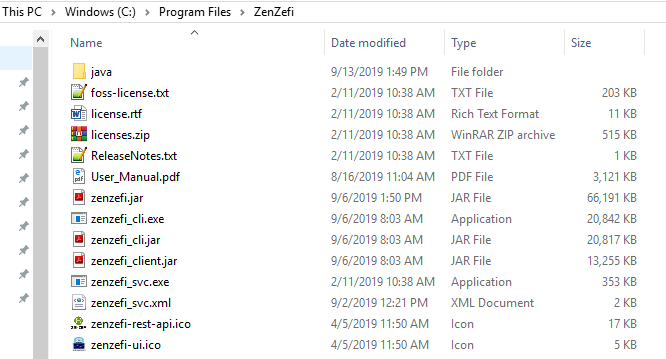 This PC > Windows (C:) > Program Files > ZenZefi
Name Date modified Type Size
java 9/13/2019 1:49 PM File folder
foss-license.txt 2/11/2019 10:38 AM TXT File 203 KB
license.rtf 2/11/2019 10:38 AM Rich Text Format 11 KB
licenses.zip 2/11/2019 10:38 AM WinRAR ZIP archive 515 KB
ReleaseNotes.txt 2/11/2019 10:38 AM TXT File 1 KB
User_Manual.pdf 8/16/2019 11:04 AM PDF File 3,121 KB
zenzefi.jar 9/6/2019 1:50 PM JAR File 66,191 KB
zenzefi_cli.exe 9/6/2019 8:03 AM Application 20,842 KB
zenzefi_cli.jar 9/6/2019 8:03 AM JAR File 20,817 KB
zenzefi_client.jar 9/6/2019 8:03 AM JAR File 13,255 KB
zenzefi_svc.exe 2/11/2019 10:38 AM Application 353 KB
zenzefi_svc.xml 9/2/2019 12:21 PM XML Document 2 KB
zenzefi-rest-api.ico 4/5/2019 11:50 AM Icon 17 KB
zenzefi-ui.ico 4/5/2019 11:50 AM Icon 5 KB